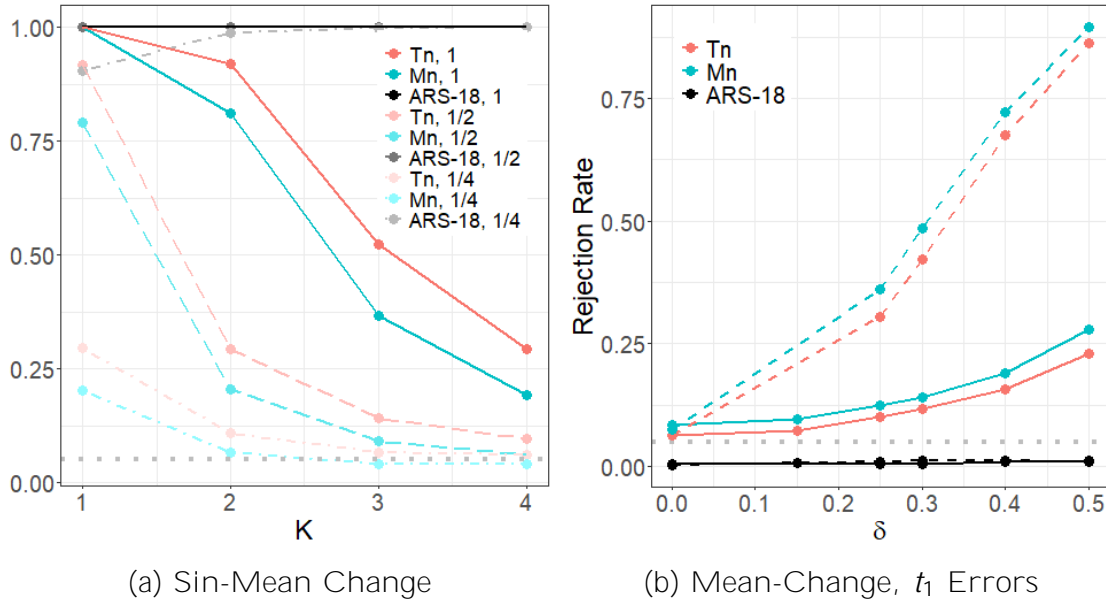 1.00
0.75
0.50
0.25
0.00
Tn, 1
Mn, 1
ARS-18, 1
Tn, 1/2
Mn, 1/2
ARS-18, 1/2
Tn, 1/4
Mn, 1/4
ARS-18, 1/4
1 2 3 4
K
(a) Sin-Mean Change
Rejection Rate
0.75
0.50
0.25
0.00
Tn
Mn
ARS-18
0.0 0.1 0.2 0.3 0.4 0.5
δ
(b) Mean-Change, t₁ Errors